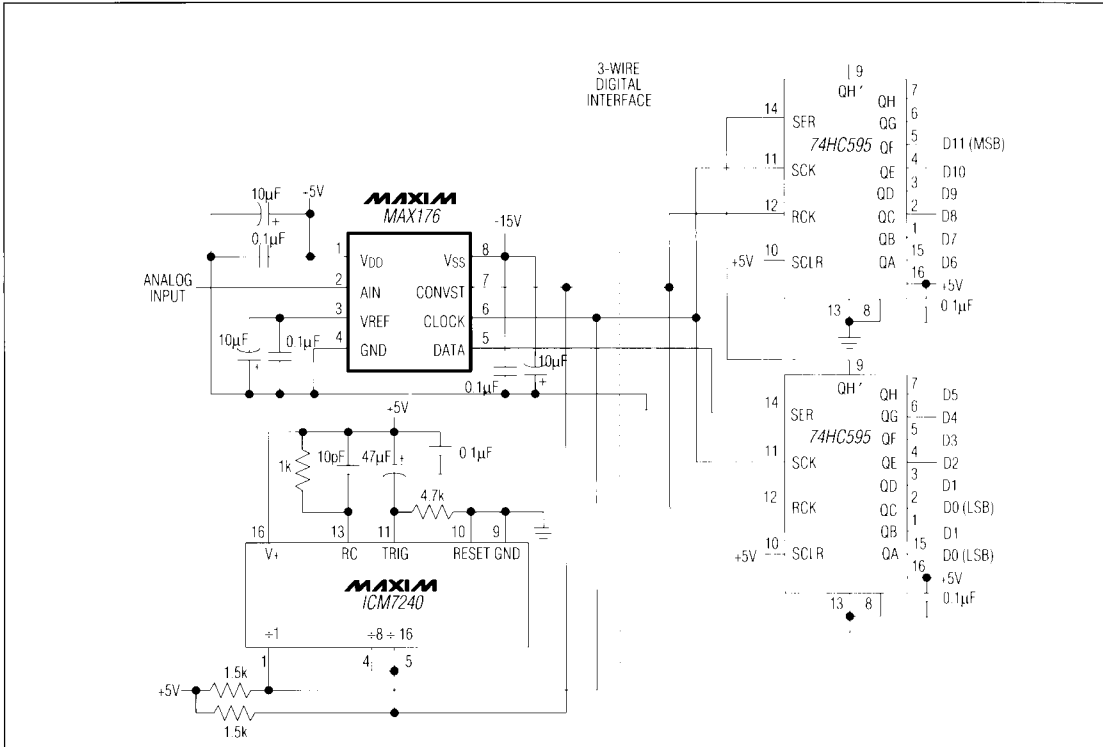 3-WIRE
DIGITAL
INTERFACE
9
QH'
14
SER
74HC595
11
SCK
12
RCK
10
+5V
SCLR
QH
7
QG
6
QF
5
D11 (MSB)
QE
4
D10
QD
3
D9
QC
2
D8
QB
1
D7
QA
15
D6
16
+5V
0.1µF
13
8
10µF
+
-5V
0.1µF
MAXIM
MAX176
ANALOG
INPUT
1
VDD
2
AIN
3
VREF
4
GND
VSS
8
CONVST
7
CLOCK
6
DATA
5
-15V
10µF
+
0.1µF
10µF
+
0.1µF
9
QH'
14
SER
74HC595
11
SCK
12
RCK
10
+5V
SCLR
QH
7
D5
QG
6
D4
QF
5
D3
QE
4
D2
QD
3
D1
QC
2
D0 (LSB)
QB
1
D1
QA
15
D0 (LSB)
16
+5V
0.1µF
13
8
+5V
1k
10pF
47µF
+
0.1µF
4.7k
16
13
11
10
9
V+
RC
TRIG
RESET
GND
MAXIM
ICM7240
÷1
÷8
÷16
1
4
5
+5V
1.5k
1.5k